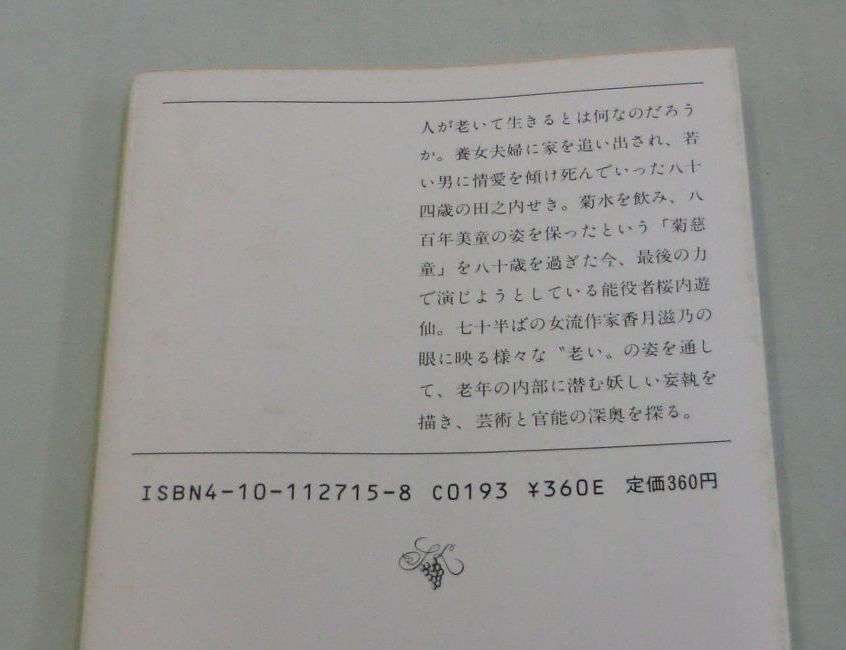 人が老いて生きるとは何なのだろう
か。養女夫婦に家を追い出され、若
い男に情愛を傾け死んでいった八十
四歳の田之内せき。菊水を飲み、八
百年美童の姿を保ったという「菊慈
童」を八十歳を過ぎた今、最後の力
で演じようとしている能役者桜内遊
仙。七十半ばの女流作家香月滋乃の
眼に映る様々な〝老い〟の姿を通し
て、老年の内部に潜む妖しい妄執を
描き、芸術と官能の深奥を探る。
ISBN4-10-112715-8 C0193 ¥360E 定価360円